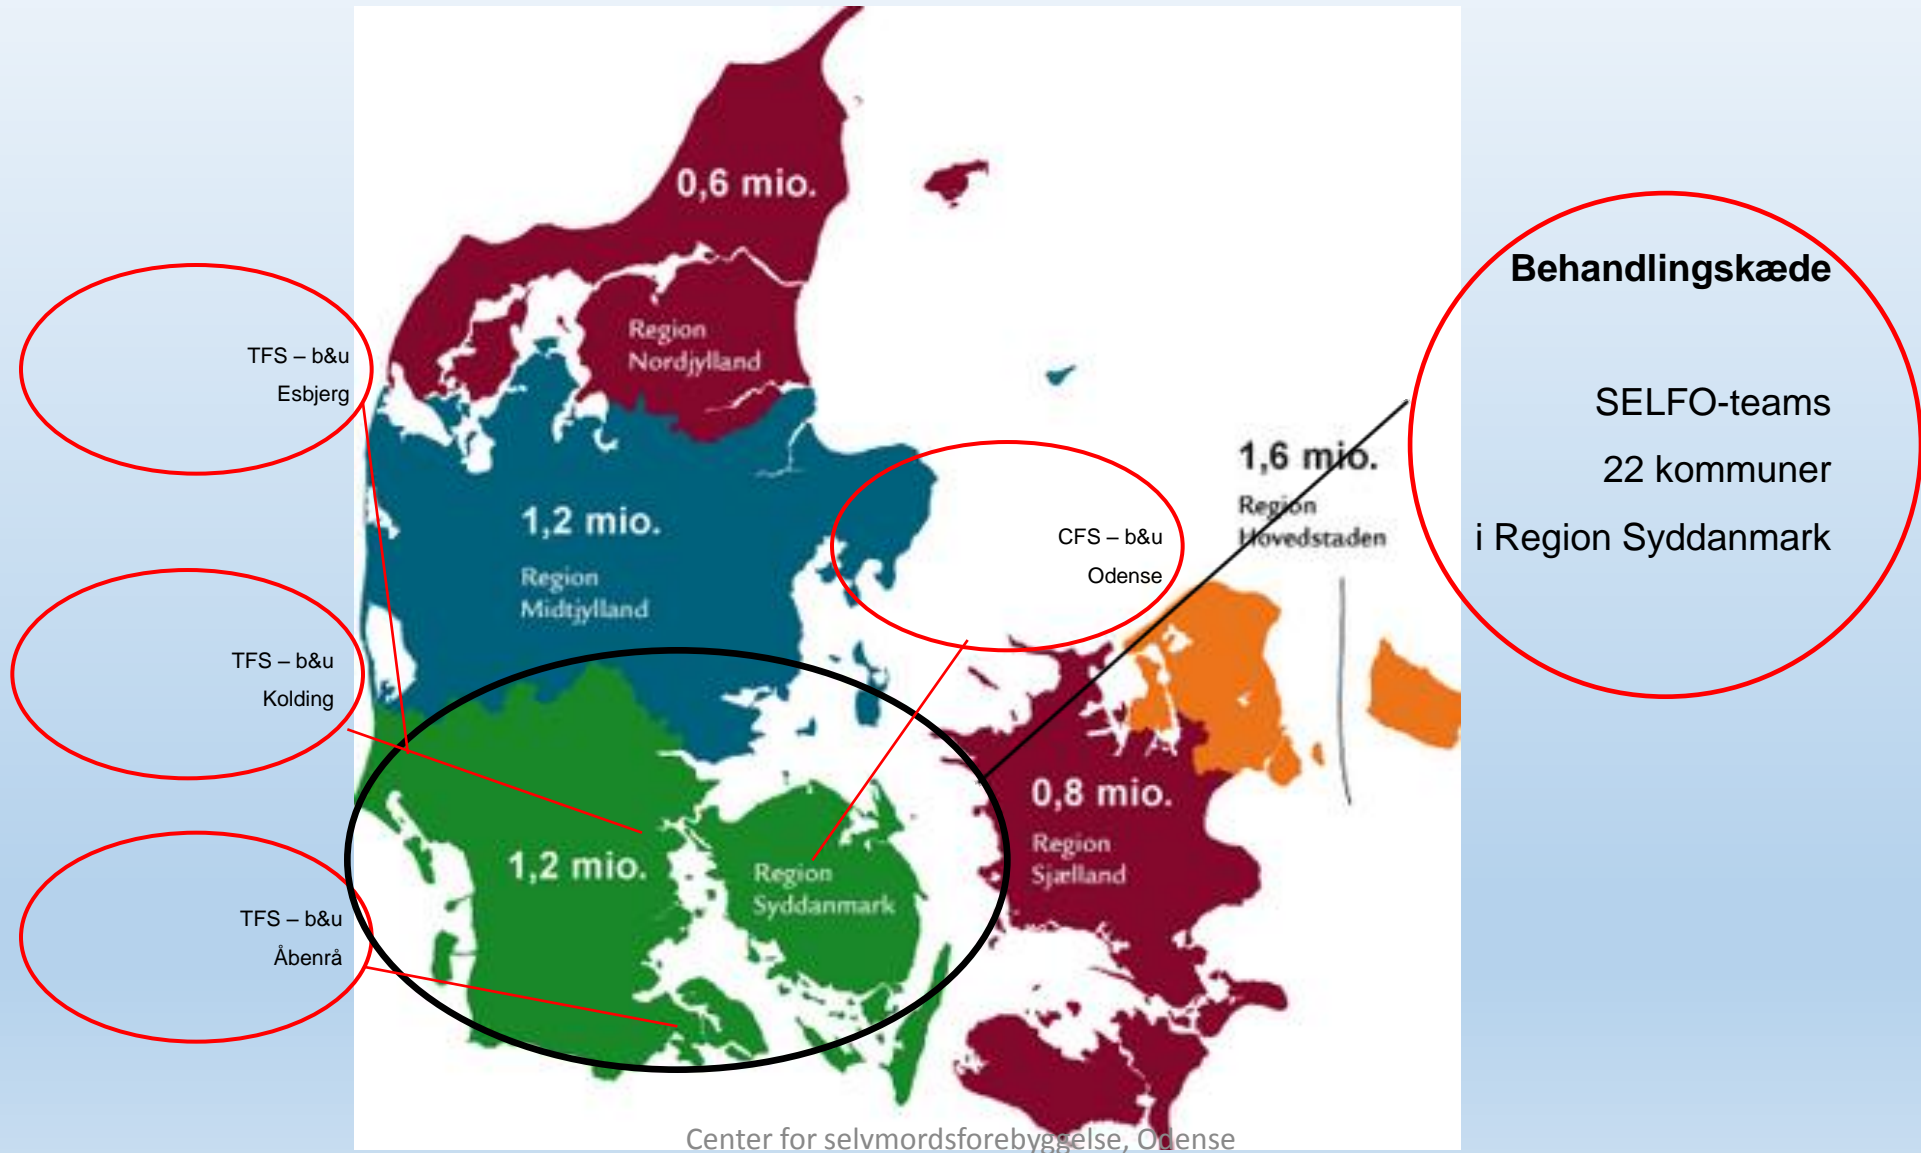 0,6 mio.
Region
Nordjylland
TFS – b&u
Esbjerg
1,2 mio.
Region
Midtjylland
CFS – b&u
Odense
1,6 mio.
Region
Hovedstaden
Behandlingskæde
SELFO-teams
22 kommuner
i Region Syddanmark
TFS – b&u
Kolding
1,2 mio.
Region
Syddanmark
0,8 mio.
Region
Sjælland
TFS – b&u
Åbenrå
Center for selvmordsforebyggelse, Odense